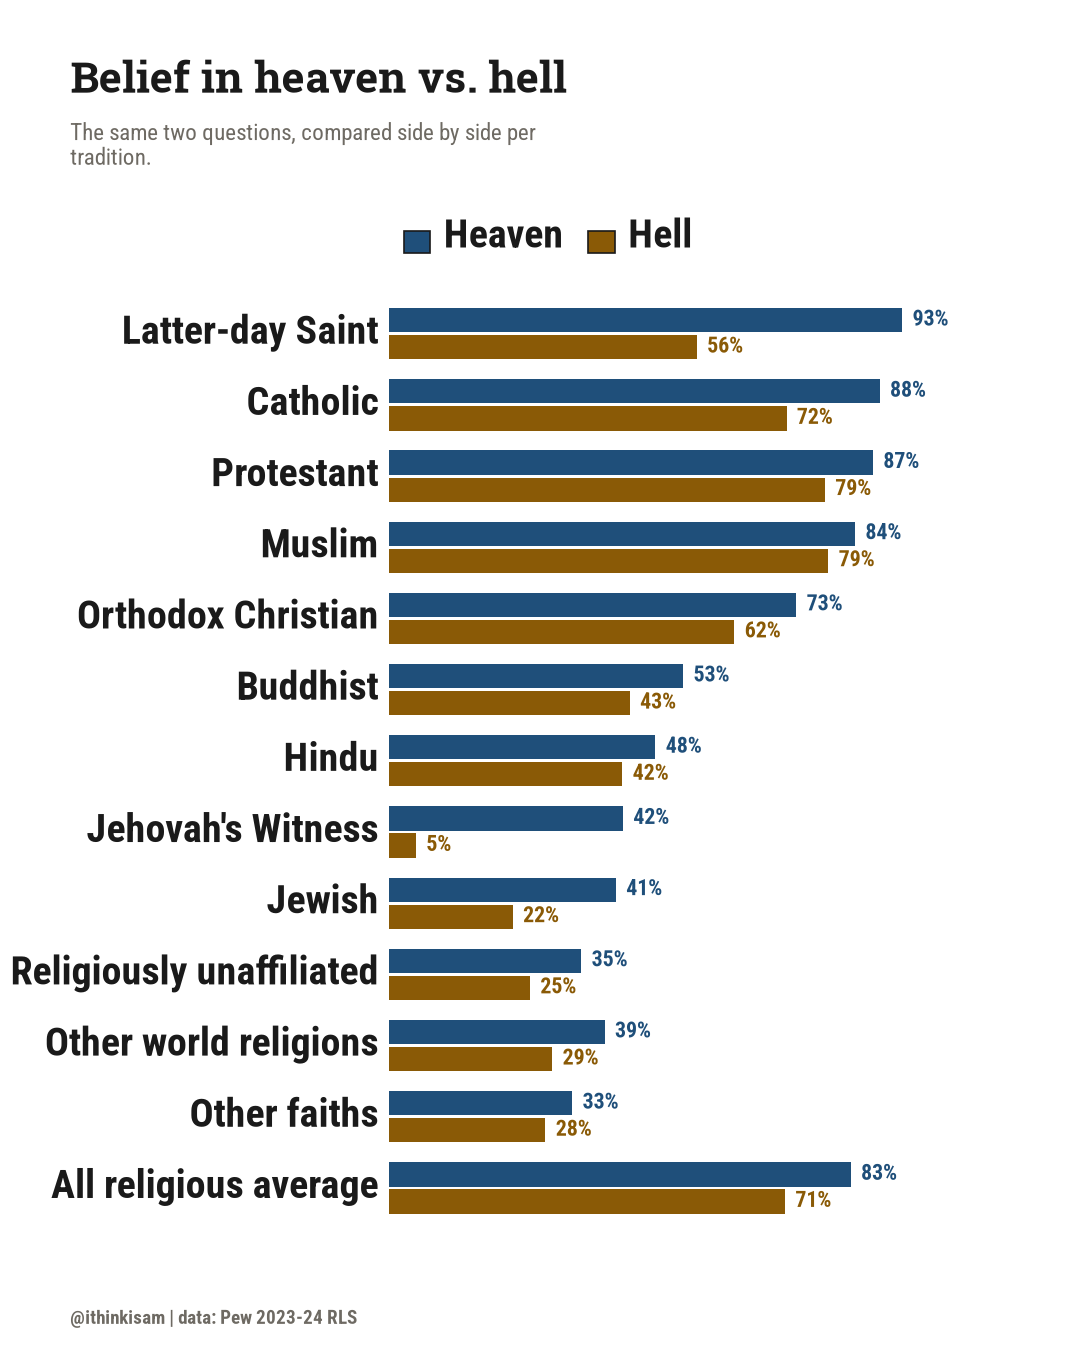 Belief in heaven vs. hell
The same two questions, compared side by side per
tradition.
Heaven Hell
Latter-day Saint 93%
56%
Catholic 88%
72%
Protestant 87%
79%
Muslim 84%
79%
Orthodox Christian 73%
62%
Buddhist 53%
43%
Hindu 48%
42%
Jehovah's Witness 42%
5%
Jewish 41%
22%
Religiously unaffiliated 35%
25%
Other world religions 39%
29%
Other faiths 33%
28%
All religious average 83%
71%
@ithinkisam | data: Pew 2023-24 RLS